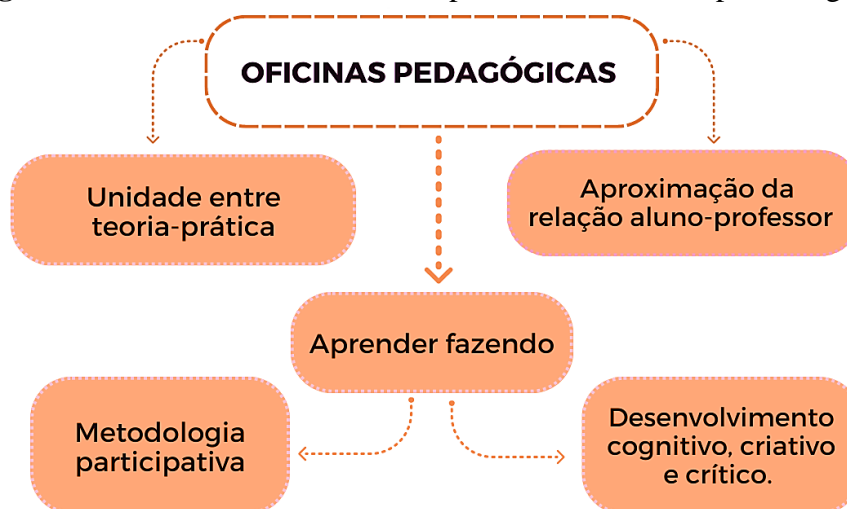 OFICINAS PEDAGÓGICAS
Unidade entre
teoria-prática
Aproximação da
relação aluno-professor
Aprender fazendo
Metodologia
participativa
Desenvolvimento
cognitivo, criativo
e crítico.